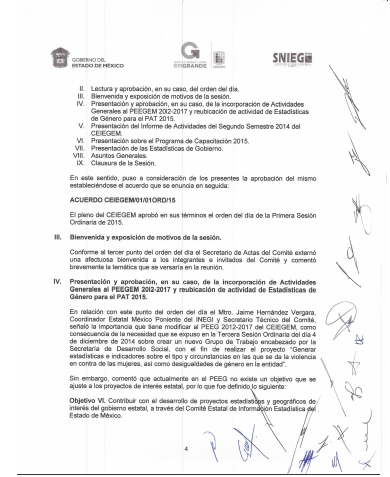 GOBIERNO DEL
ESTADO DE MÉXICO
G
enGRANDE
SNIEG
II. Lectura y aprobación, en su caso, del orden del día.
III. Bienvenida y exposición de motivos de la sesión.
IV. Presentación y aprobación, en su caso, de la incorporación de Actividades
Generales al PEEGEM 20I2-2017 y reubicación de actividad de Estadísticas
de Género para el PAT 2015.
V. Presentación del Informe de Actividades del Segundo Semestre 2014 del
CEIEGEM.
VI. Presentación sobre el Programa de Capacitación 2015.
VII. Presentación de las Estadísticas de Gobierno.
VIII. Asuntos Generales.
IX. Clausura de la Sesión.
En este sentido, puso a consideración de los presentes la aprobación del mismo
estableciéndose el acuerdo que se enuncia en seguida:
ACUERDO CEIEGEM/01/01ORD/15
El pleno del CEIEGEM aprobó en sus términos el orden del día de la Primera Sesión
Ordinaria de 2015.
III. Bienvenida y exposición de motivos de la sesión.
Conforme al tercer punto del orden del día el Secretario de Actas del Comité externó
una afectuosa bienvenida a los integrantes e invitados del Comité y comentó
brevemente la temática que se versaría en la reunión.
IV. Presentación y aprobación, en su caso, de la incorporación de Actividades
Generales al PEEGEM 20I2-2017 y reubicación de actividad de Estadísticas de
Género para el PAT 2015.
En relación con este punto del orden del día el Mtro. Jaime Hernández Vergara,
Coordinador Estatal México Poniente del INEGI y Secretario Técnico del Comité,
señaló la importancia que tiene modificar al PEEG 2012-2017 del CEIEGEM, como
consecuencia de la necesidad que se expuso en la Tercera Sesión Ordinaria del día 4
de diciembre de 2014 sobre crear un nuevo Grupo de Trabajo encabezado por la
Secretaría de Desarrollo Social, con el fin de realizar el proyecto "Generar
estadísticas e indicadores sobre el tipo y circunstancias en las que se da la violencia
en contra de las mujeres, así como desigualdades de género en la entidad".
Sin embargo, comentó que actualmente en el PEEG no existe un objetivo que se
ajuste a los proyectos de interés estatal, por lo que fue definido lo siguiente:
Objetivo VI. Contribuir con el desarrollo de proyectos estadísticos y geográficos de
interés del gobierno estatal, a través del Comité Estatal de Información Estadística del
Estado de México.
4